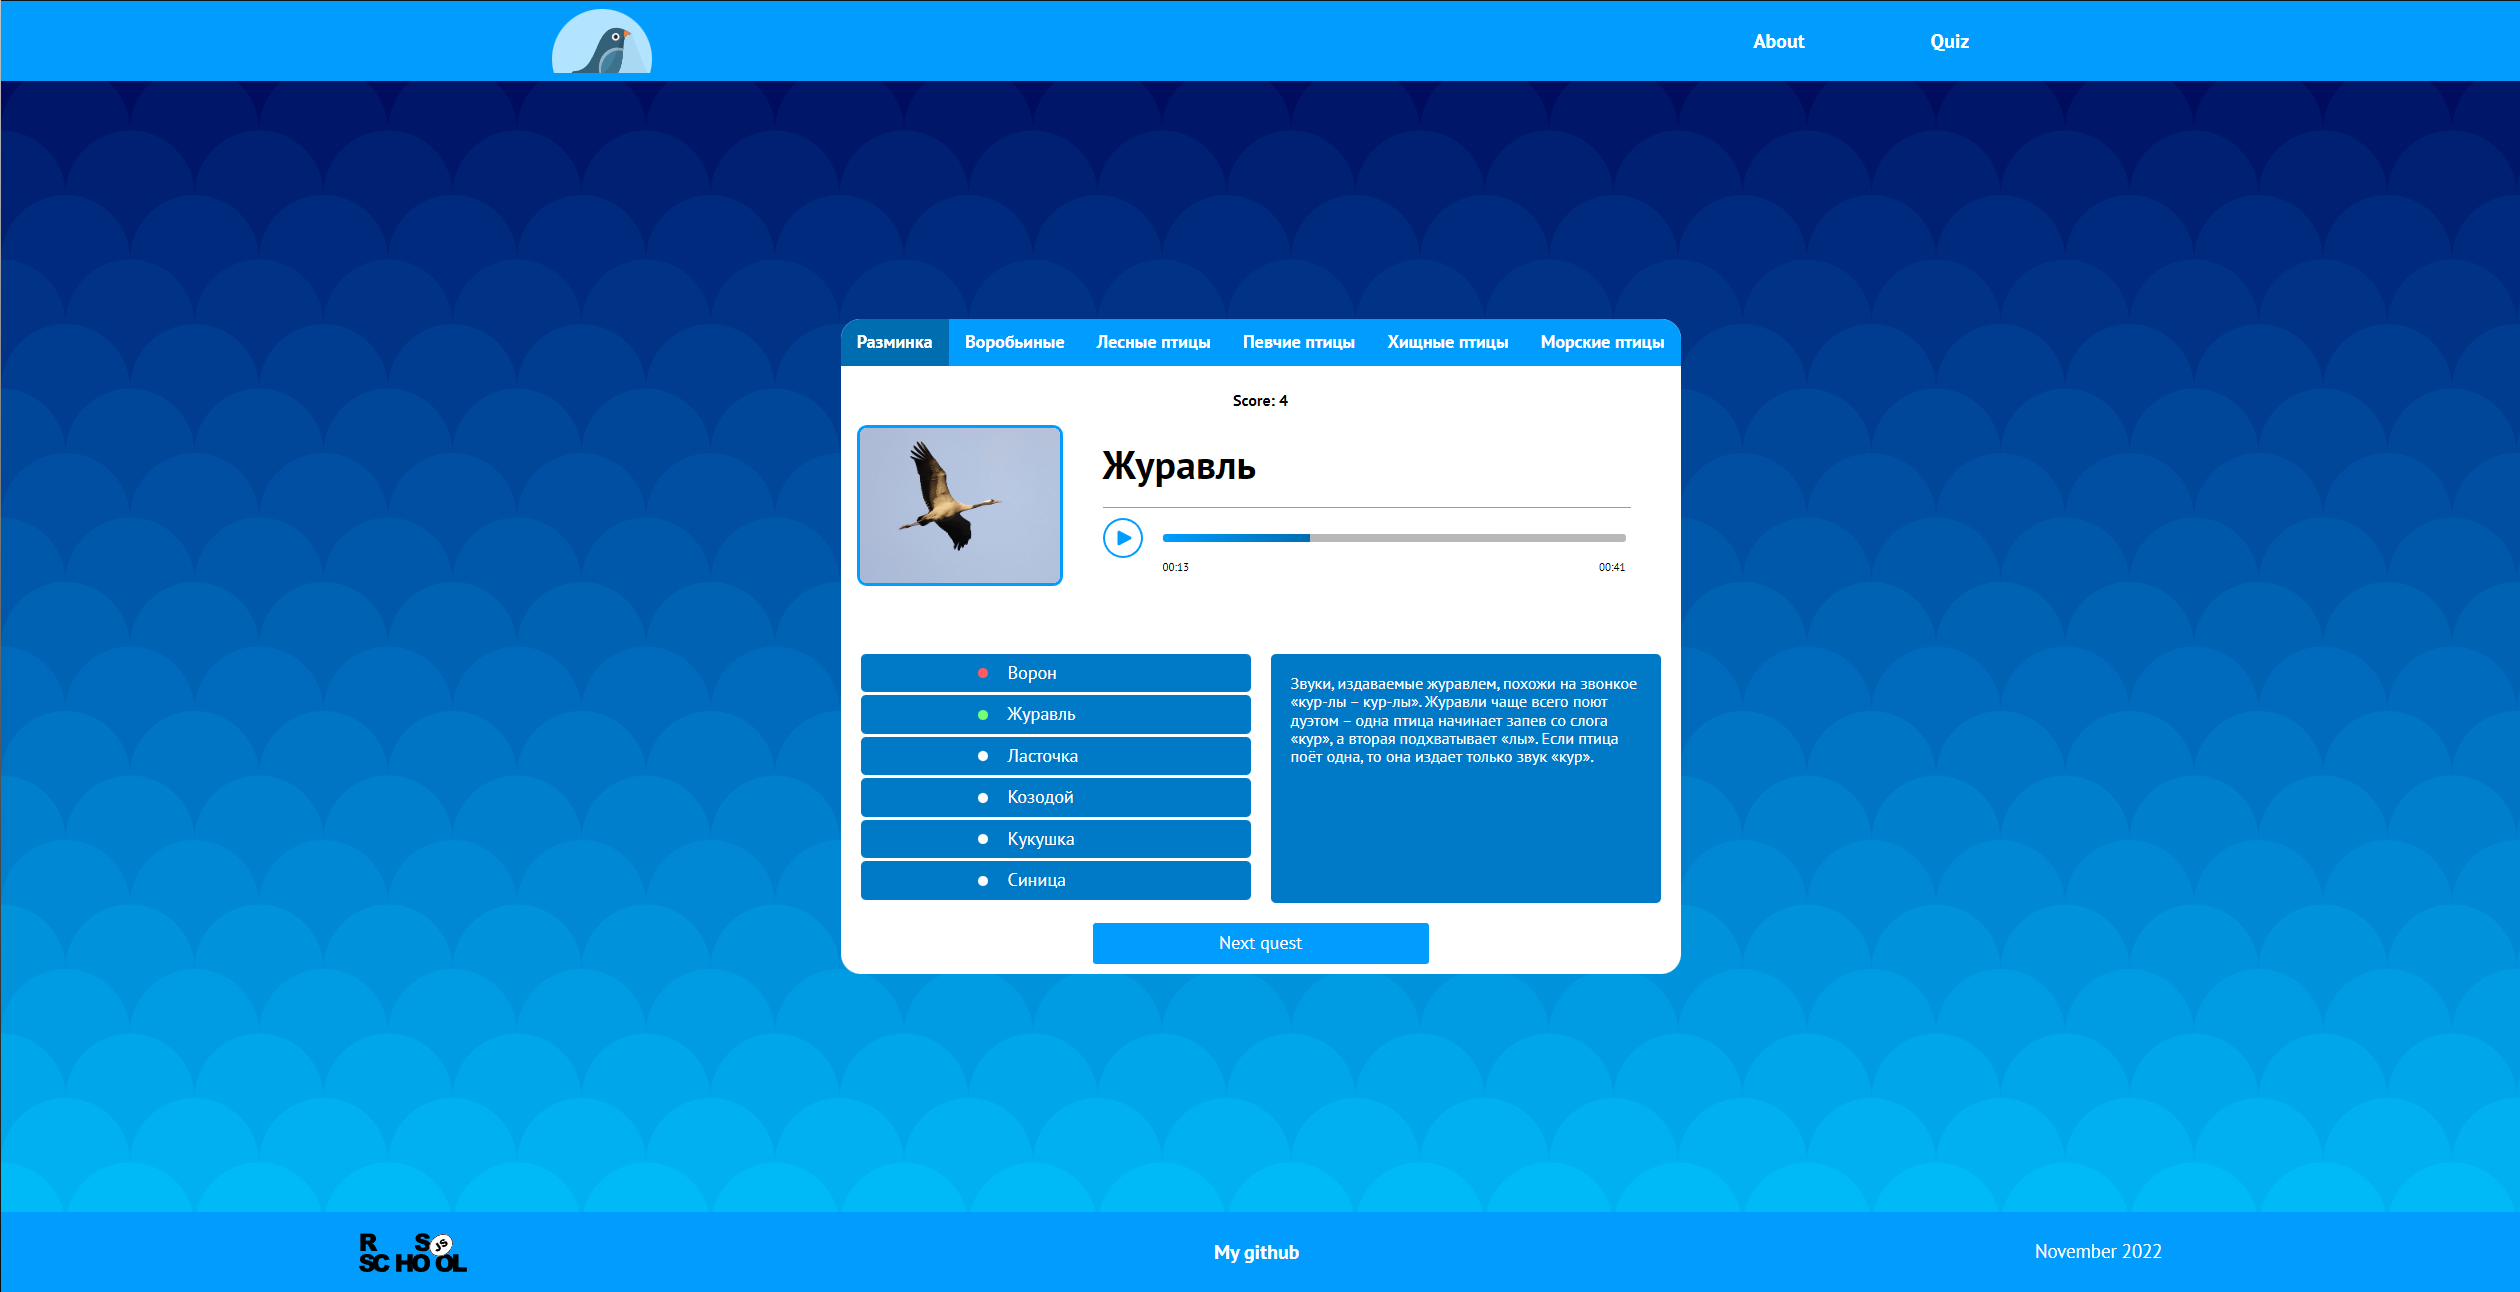 About
Quiz
Разминка
Воробьиные
Лесные птицы
Певчие птицы
Хищные птицы
Морские птицы
Score: 4
Журавль
00:13
00:41
Ворон
Журавль
Ласточка
Козодой
Кукушка
Синица
Звуки, издаваемые журавлем, похожи на звонкое
«кур-лы – кур-лы». Журавли чаще всего поют
дуэтом – одна птица начинает запев со слога
«кур», а вторая подхватывает «лы». Если птица
поёт одна, то она издает только звук «кур».
Next quest
R S JS
SCHOOL
My github
November 2022